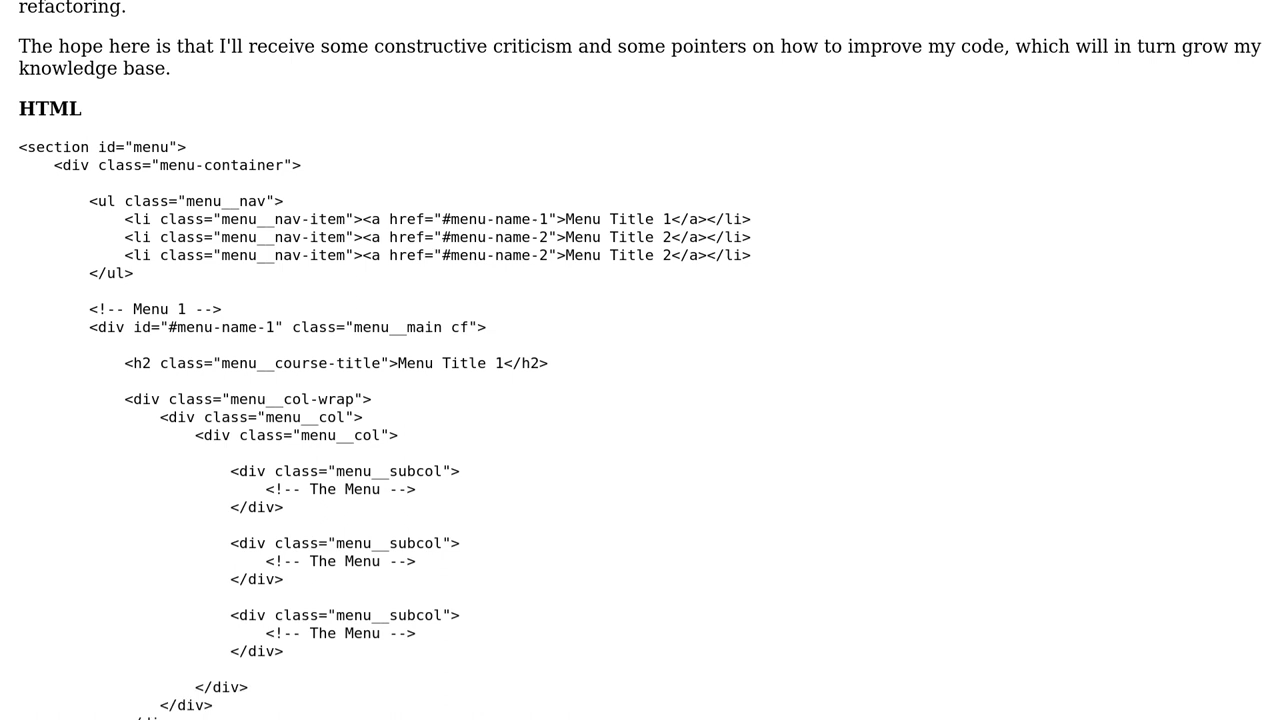 refactoring.
The hope here is that I'll receive some constructive criticism and some pointers on how to improve my code, which will in turn grow my
knowledge base.
HTML
<section id="menu">
    <div class="menu-container">
        <ul class="menu__nav">
            <li class="menu__nav-item"><a href="#menu-name-1">Menu Title 1</a></li>
            <li class="menu__nav-item"><a href="#menu-name-2">Menu Title 2</a></li>
            <li class="menu__nav-item"><a href="#menu-name-2">Menu Title 2</a></li>
        </ul>
        <!-- Menu 1 -->
        <div id="#menu-name-1" class="menu__main cf">
            <h2 class="menu__course-title">Menu Title 1</h2>
            <div class="menu__col-wrap">
                <div class="menu__col">
                    <div class="menu__col">
                        <div class="menu__subcol">
                            <!-- The Menu -->
                        </div>
                        <div class="menu__subcol">
                            <!-- The Menu -->
                        </div>
                        <div class="menu__subcol">
                            <!-- The Menu -->
                        </div>
                    </div>
                </div>